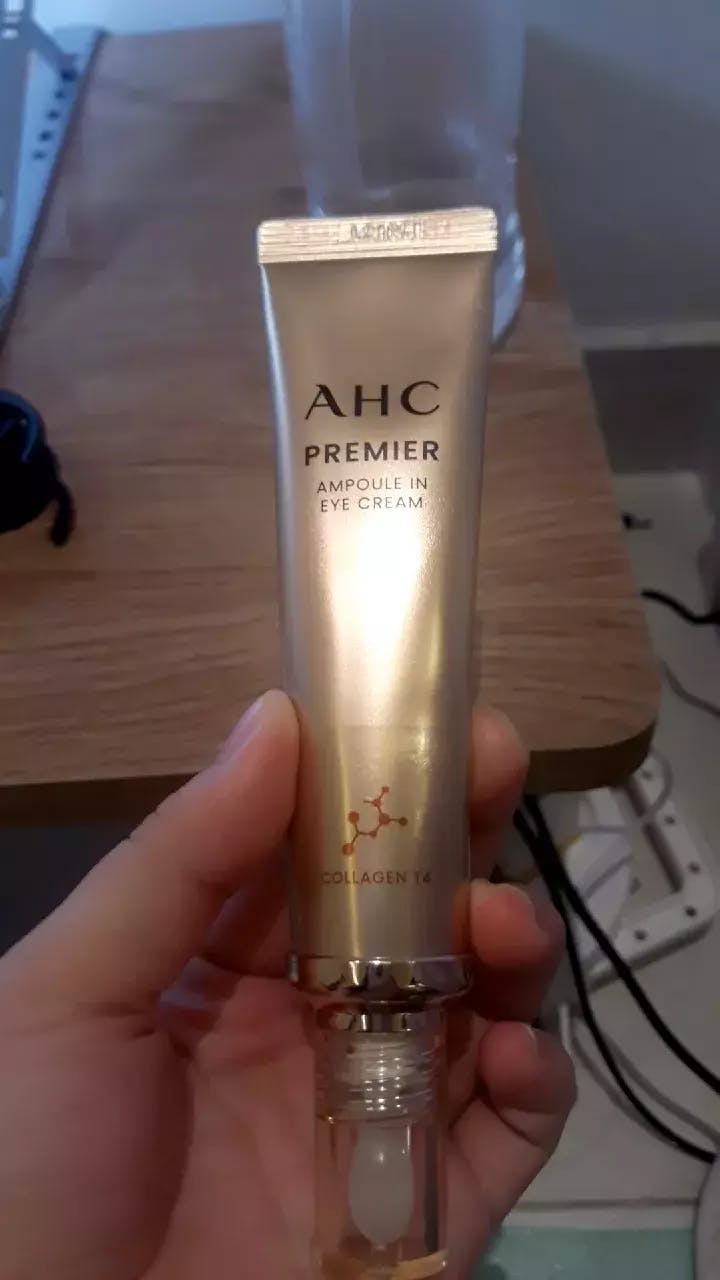 AHC
PREMIER
AMPOULE IN
EYE CREAM
COLLAGEN T4